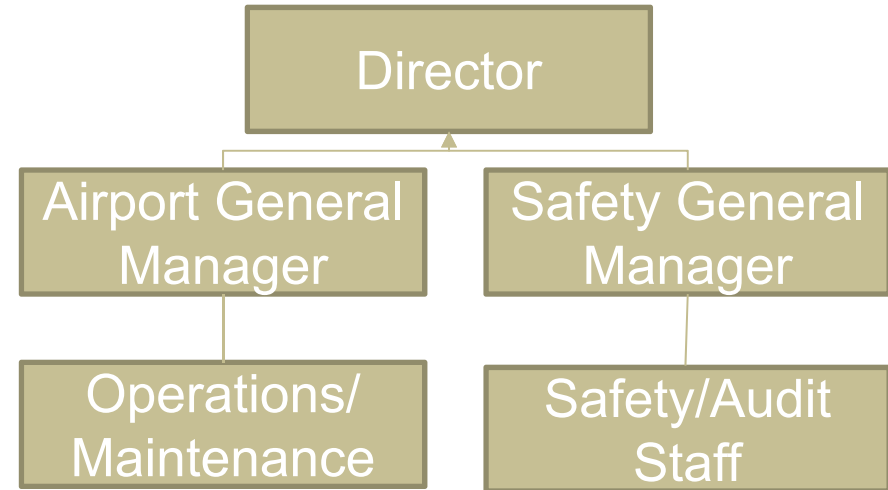 Director
Airport General
Manager
Safety General
Manager
Operations/
Maintenance
Safety/Audit
Staff